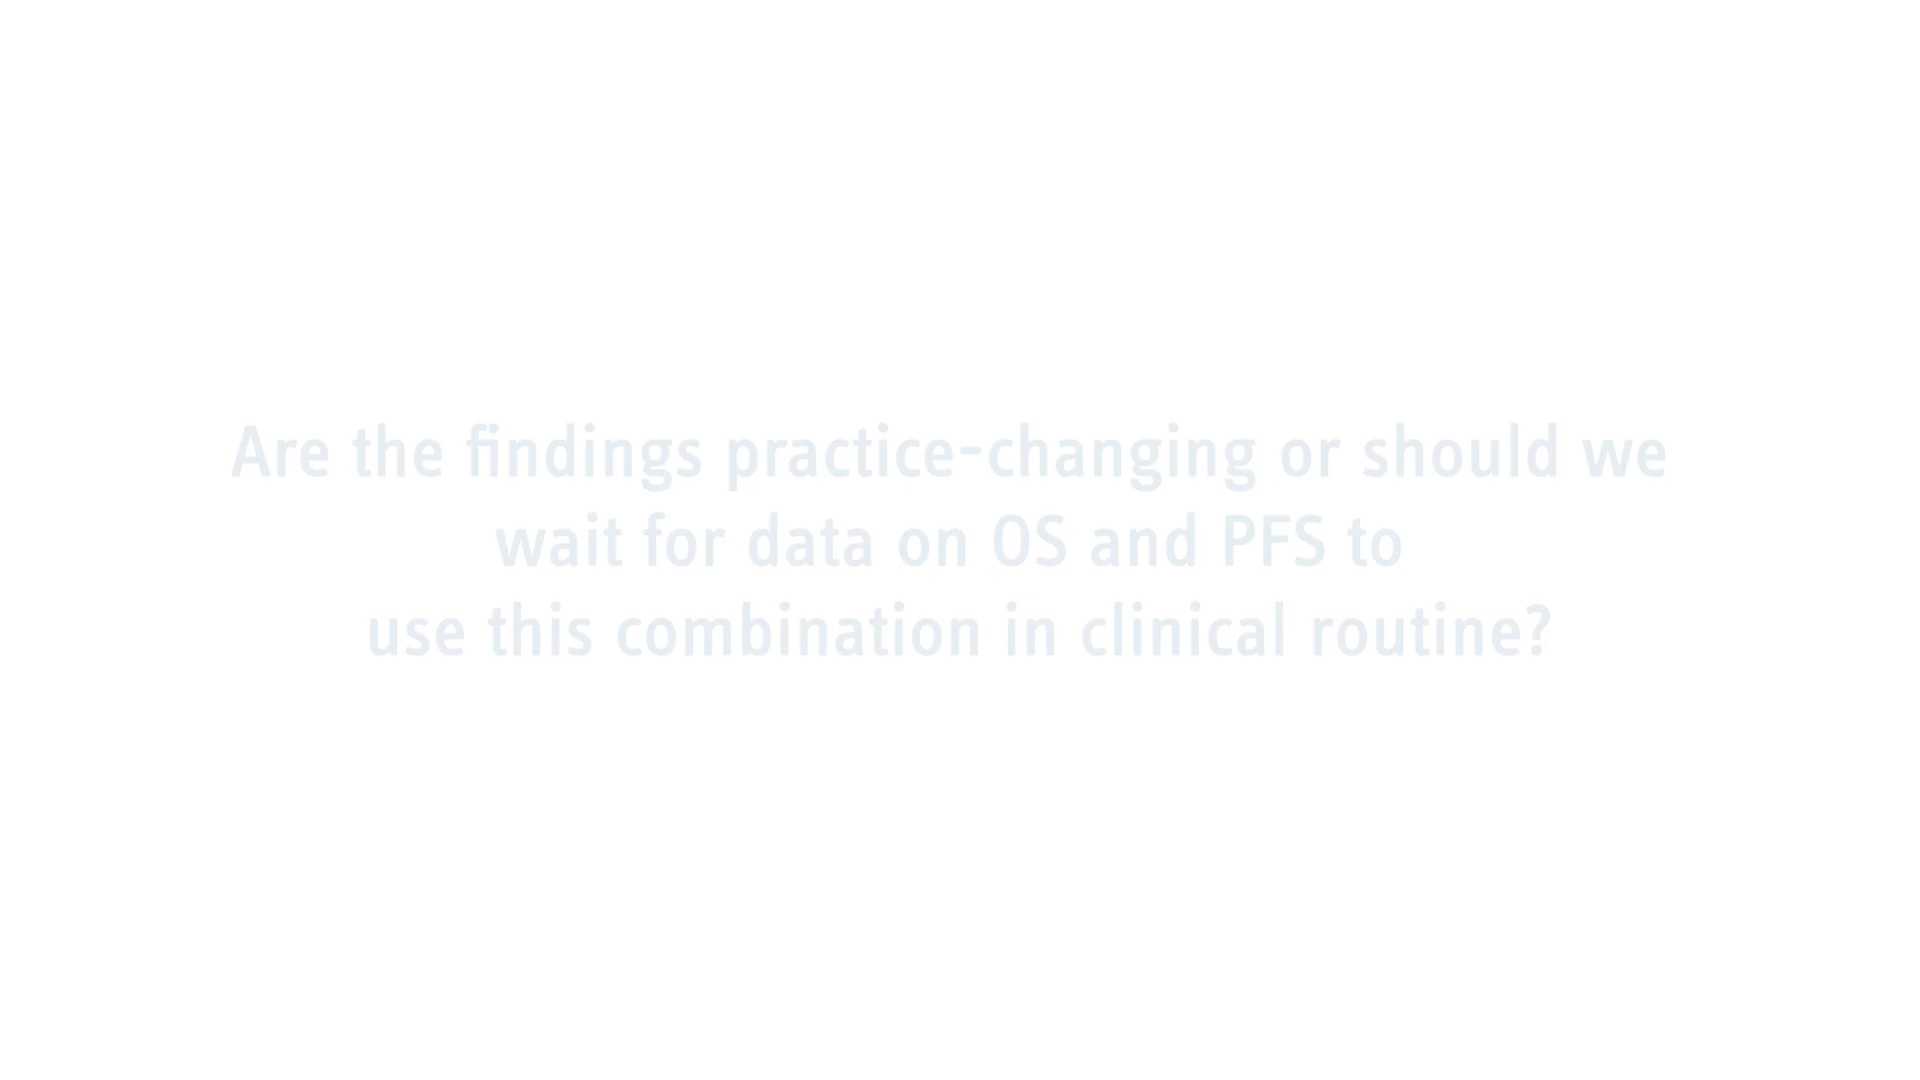 Are the findings practice-changing or should we
wait for data on OS and PFS to
use this combination in clinical routine?